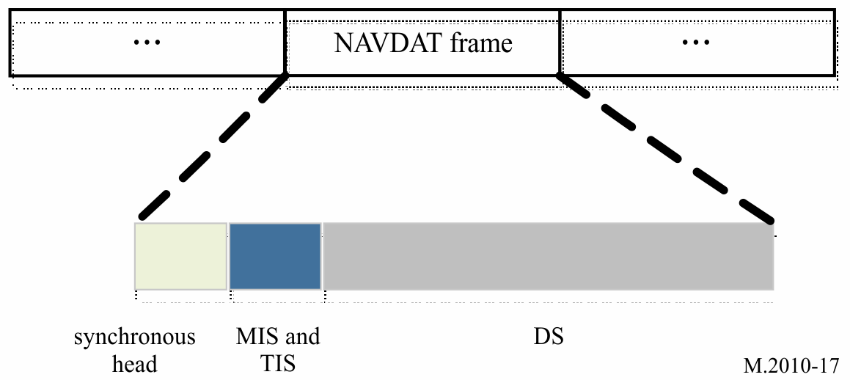 ... NAVDAT frame ...
synchronous head
MIS and TIS
DS
M.2010-17